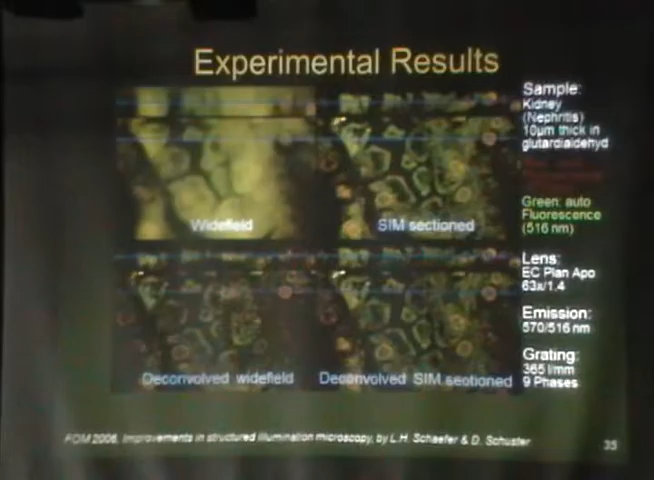 Experimental Results
Widefield
SIM sectioned
Deconvolved widefield
Deconvolved SIM sectioned
Sample:
Kidney
(Nephritis)
10µm thick in
glutardialdehyd
Green: auto
Fluorescence
(516 nm)
Lens:
EC Plan Apo
63x/1.4
Emission:
570/516 nm
Grating:
365 l/mm
9 Phases
FOM 2006, Improvements in structured illumination microscopy, by L.H. Schaefer & D. Schuster
35